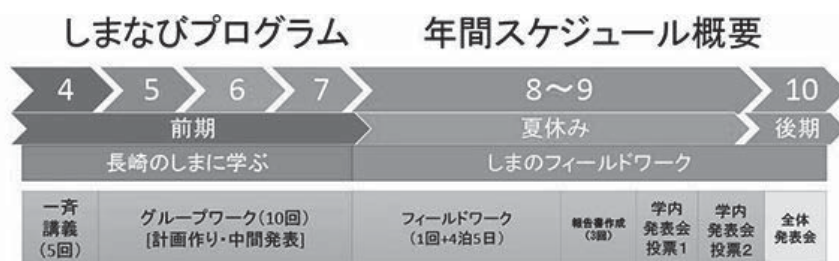 しまなびプログラム 年間スケジュール概要
4 5 6 7 8～9 10
前期 夏休み 後期
長崎のしまに学ぶ しまのフィールドワーク
一斉
講義
(5回)
グループワーク(10回)
[計画作り・中間発表]
フィールドワーク
(1回+4泊5日)
報告書作成
(3回)
学内
発表会
投票1
学内
発表会
投票2
全体
発表会